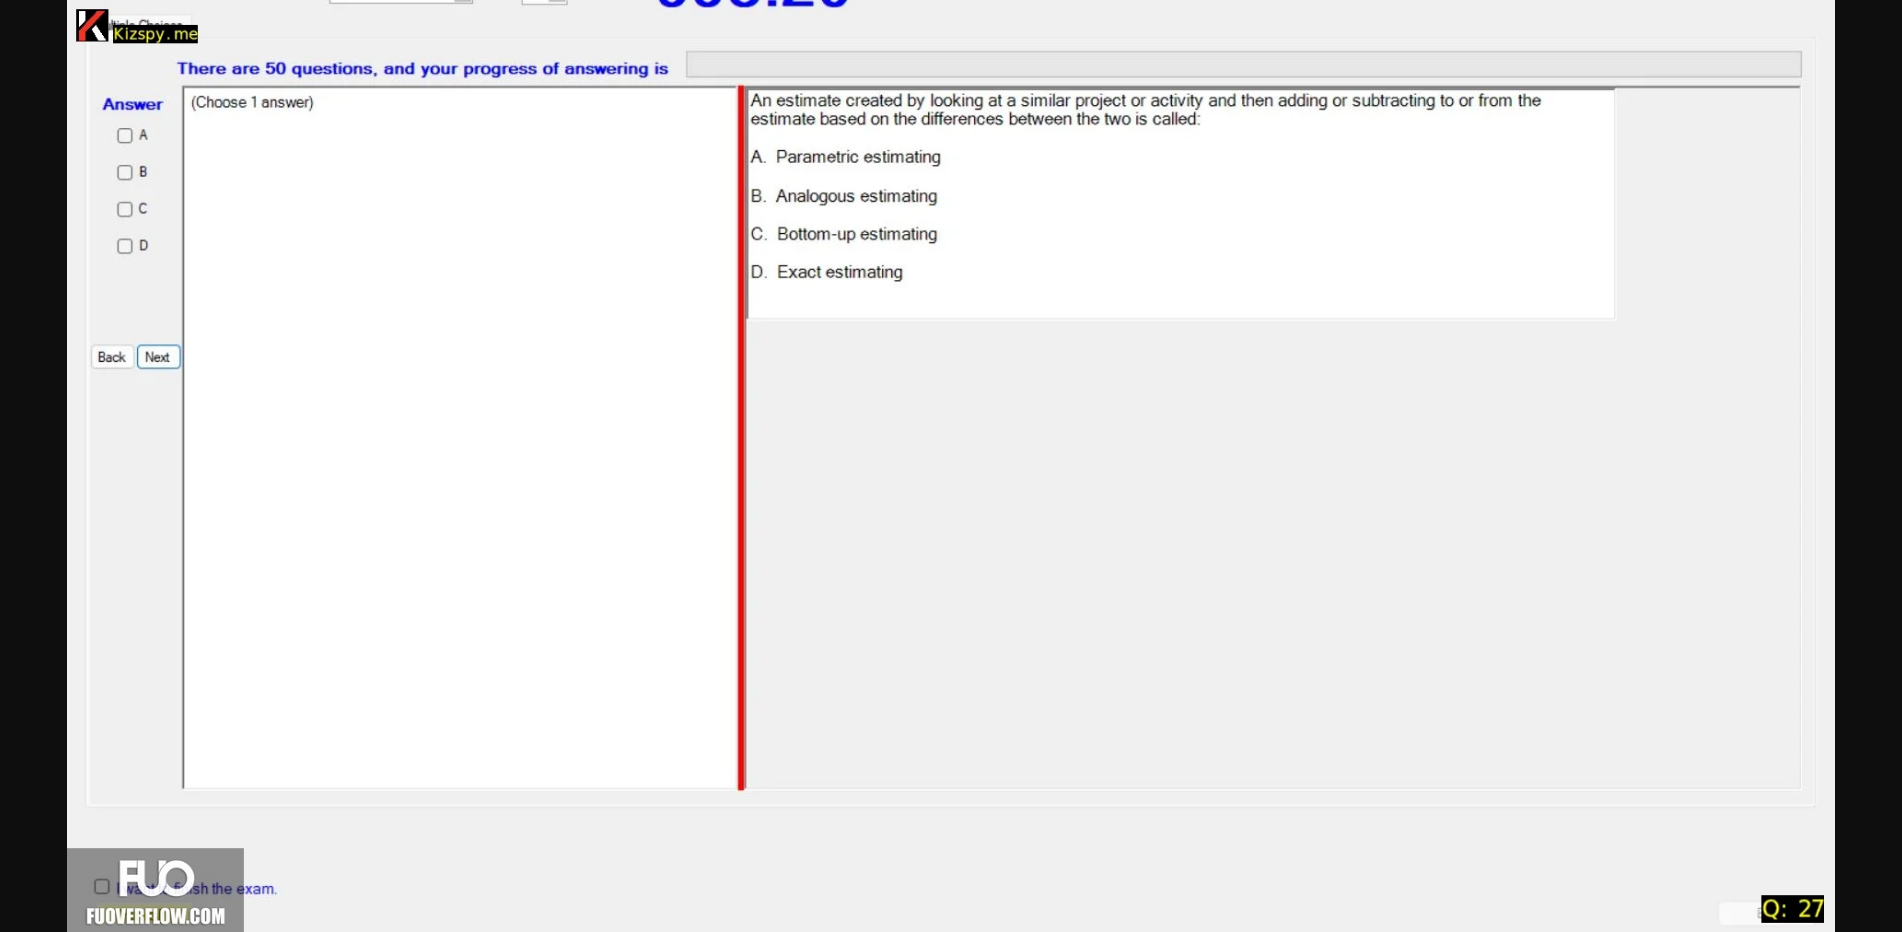 Kizspy.me
There are 50 questions, and your progress of answering is
Answer
(Choose 1 answer)
A
B
C
D
Back
Next
An estimate created by looking at a similar project or activity and then adding or subtracting to or from the
estimate based on the differences between the two is called:
A. Parametric estimating
B. Analogous estimating
C. Bottom-up estimating
D. Exact estimating
FUO
the exam.
FUOVERFLOW.COM
Q: 27